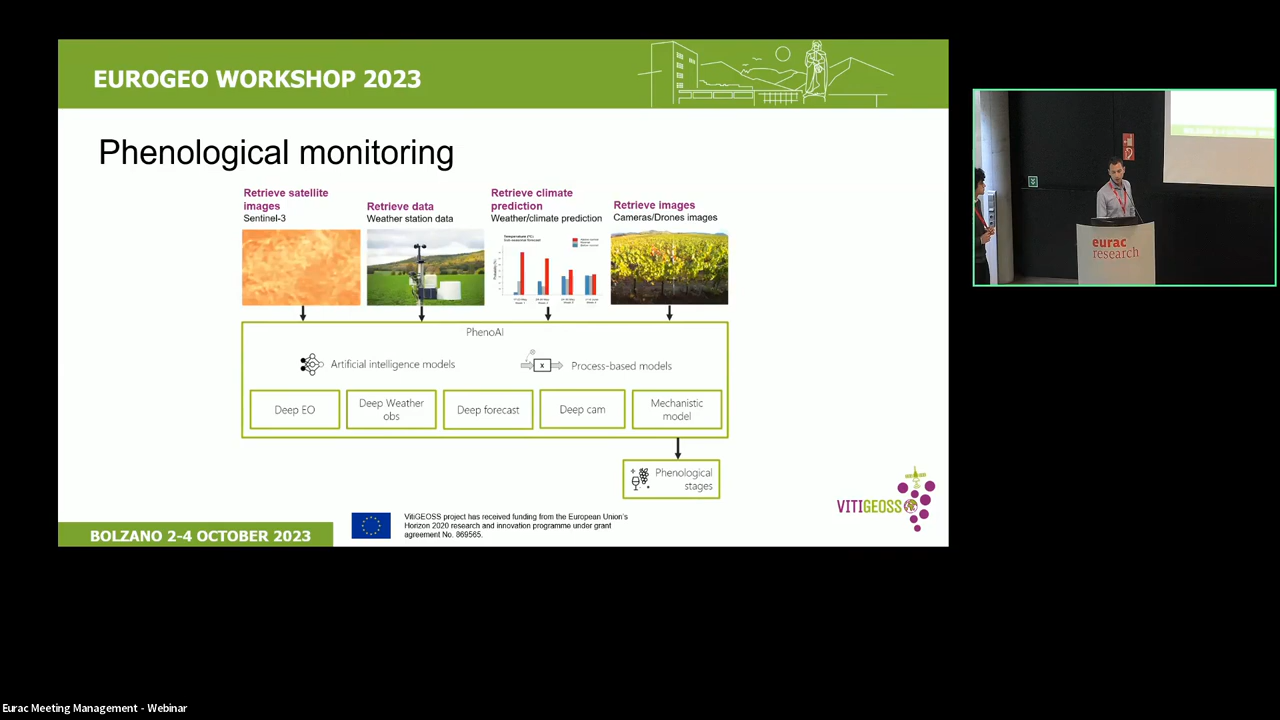 EUROGEO WORKSHOP 2023
Phenological monitoring
Retrieve satellite
images
Sentinel-3
Retrieve data
Weather station data
Retrieve climate
prediction
Weather/climate prediction
Retrieve images
Cameras/Drones images
PhenoAI
Artificial intelligence models
x
Process-based models
Deep EO
Deep Weather
obs
Deep forecast
Deep cam
Mechanistic
model
Phenological
stages
VITIGEOSS
BOLZANO 2-4 OCTOBER 2023
VitiGEOSS project has received funding from the European Union's
Horizon 2020 research and innovation programme under grant
agreement No. 869565.
eurac
research
Eurac Meeting Management - Webinar